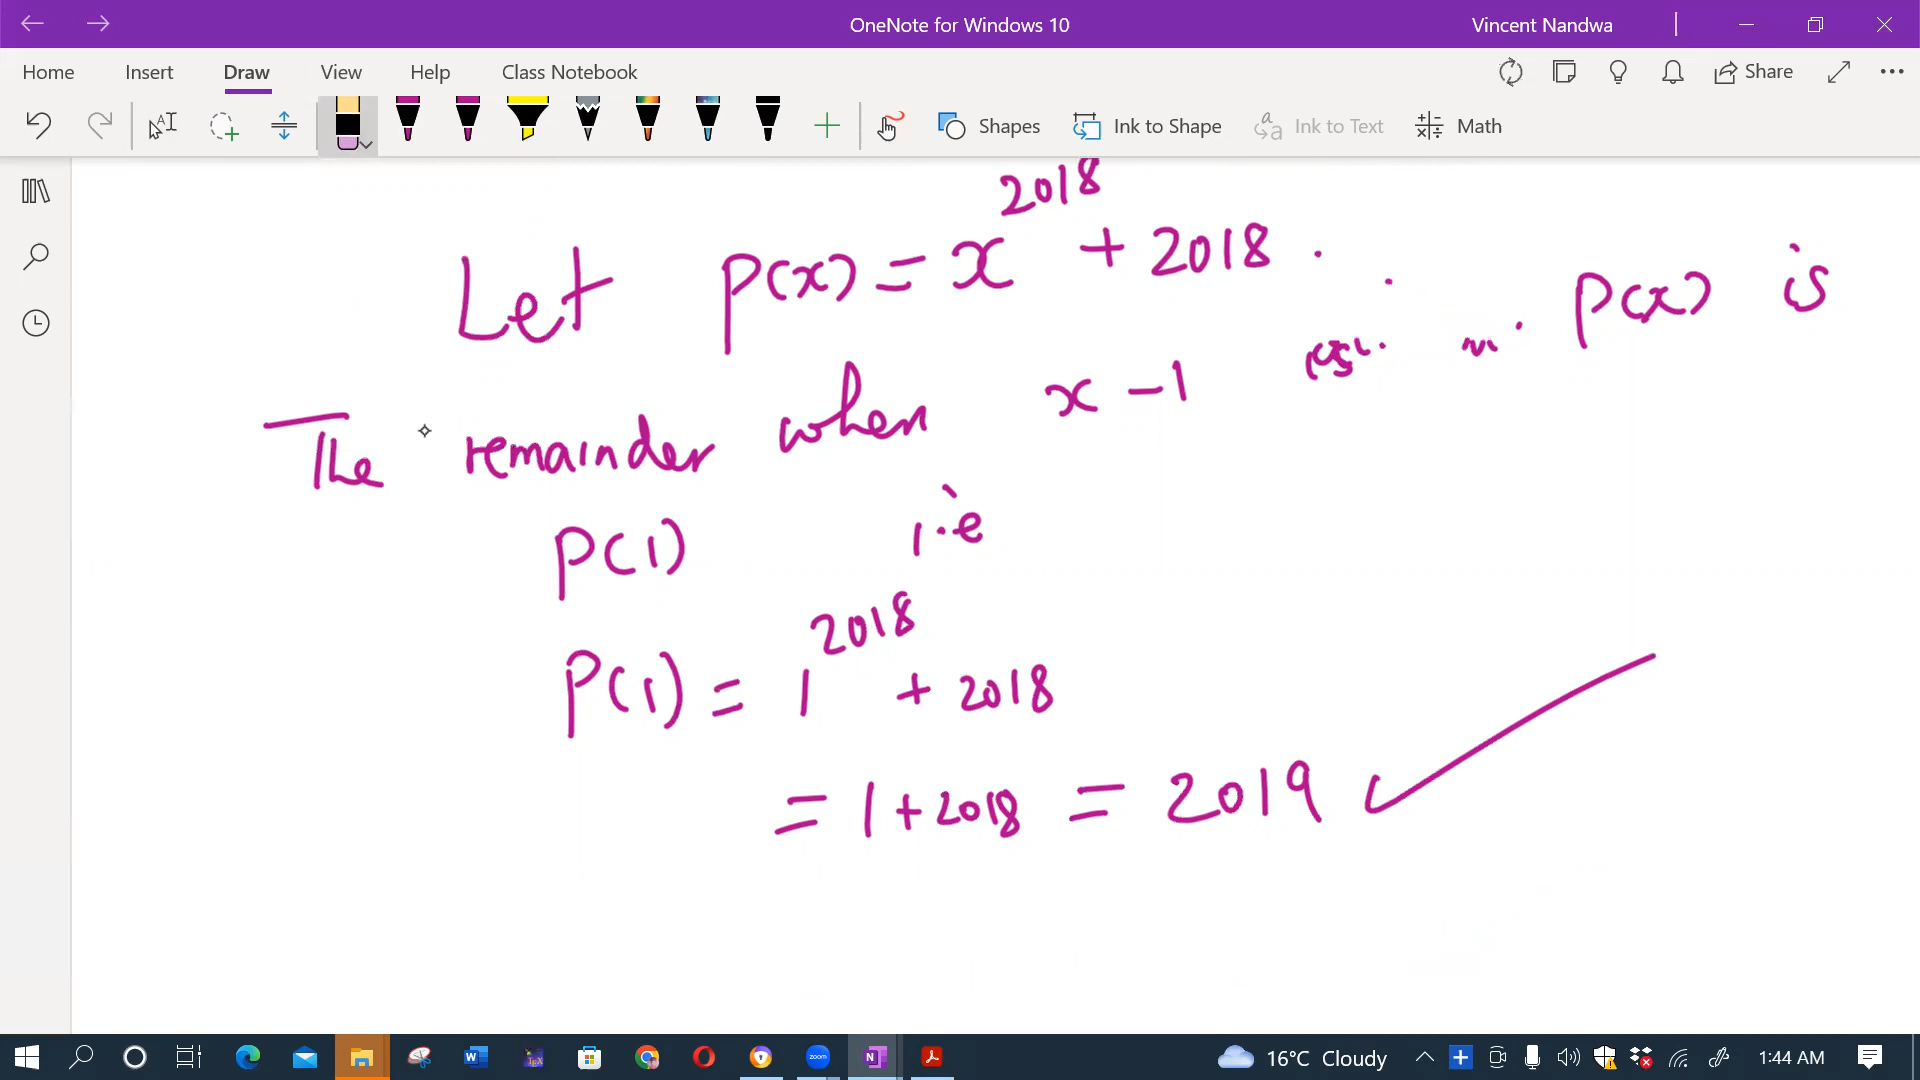 OneNote for Windows 10
Vincent Nandwa
Home Insert Draw View Help Class Notebook
Share
Shapes Ink to Shape Ink to Text Math
Let P(x) = x^2018 + 2018 .
The remainder when x - 1 P(x) is
P(1) i.e
P(1) = 1^2018 + 2018
= 1 + 2018 = 2019
16°C Cloudy
1:44 AM